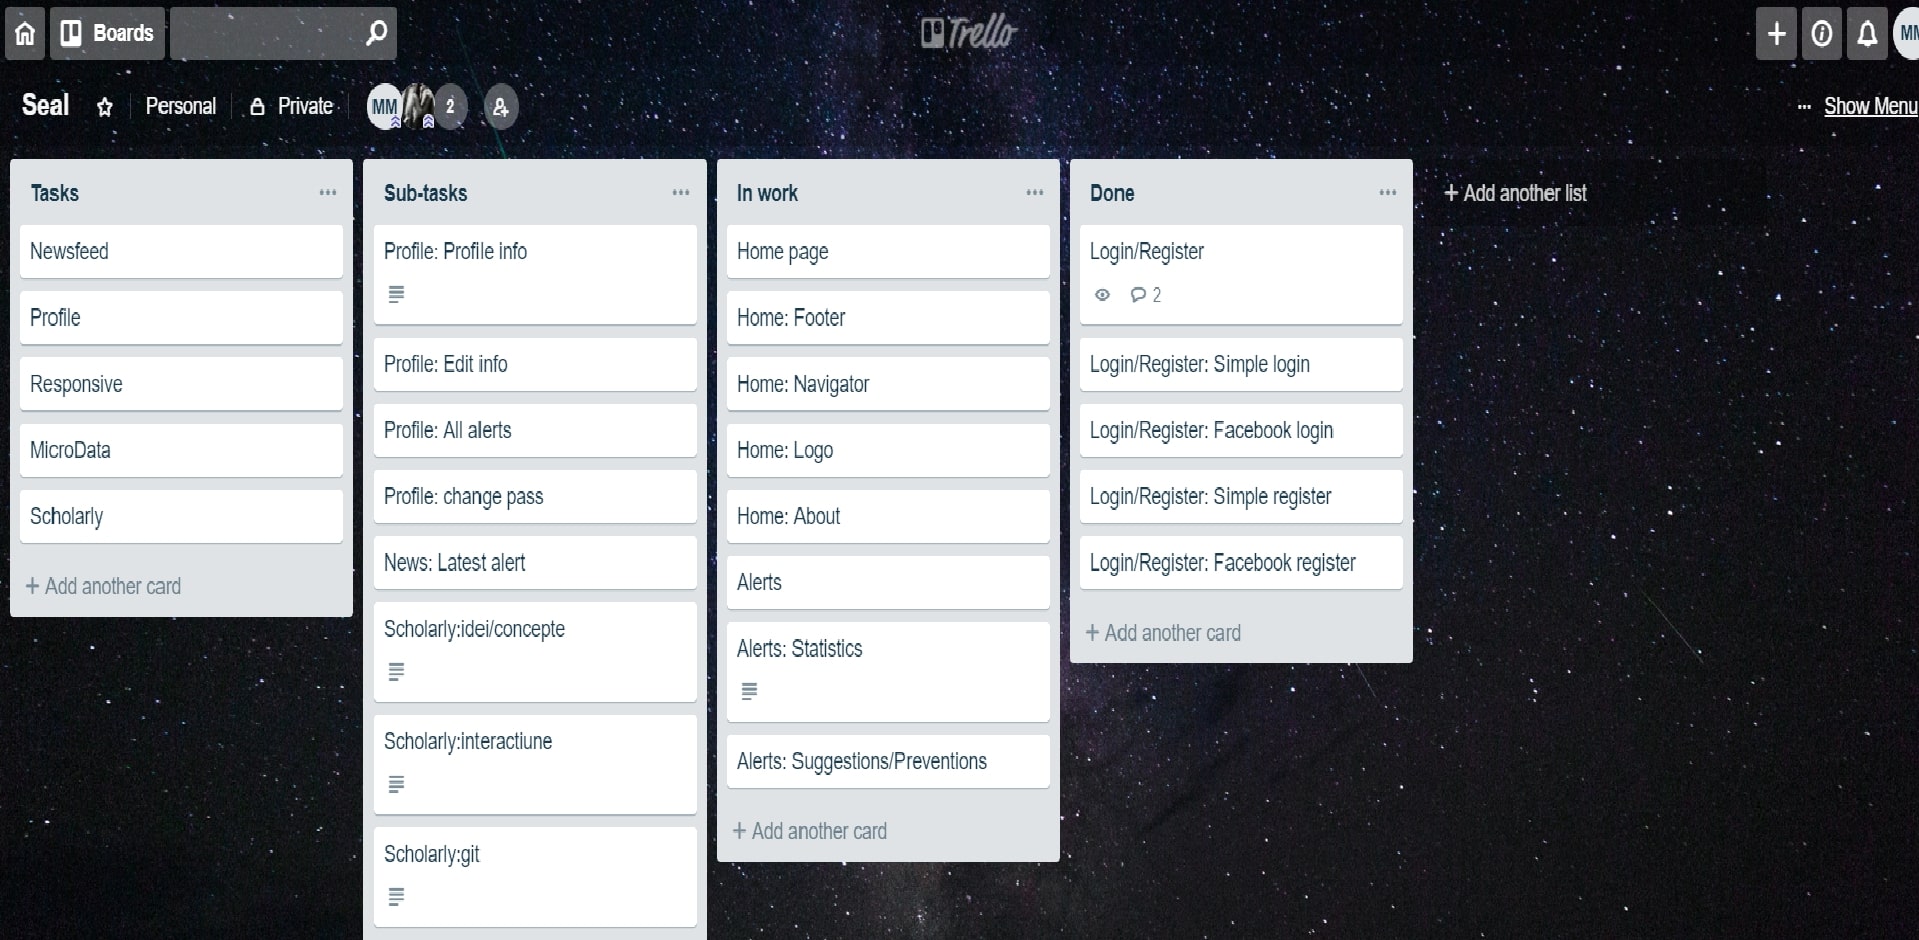 Boards
Trello
MM
Seal
Personal
Private
MM
2
Show Menu
Tasks
Newsfeed
Profile
Responsive
MicroData
Scholarly
+ Add another card
Sub-tasks
Profile: Profile info
Profile: Edit info
Profile: All alerts
Profile: change pass
News: Latest alert
Scholarly:idei/concepte
Scholarly:interactiune
Scholarly:git
In work
Home page
Home: Footer
Home: Navigator
Home: Logo
Home: About
Alerts
Alerts: Statistics
Alerts: Suggestions/Preventions
+ Add another card
Done
Login/Register
2
Login/Register: Simple login
Login/Register: Facebook login
Login/Register: Simple register
Login/Register: Facebook register
+ Add another card
+ Add another list